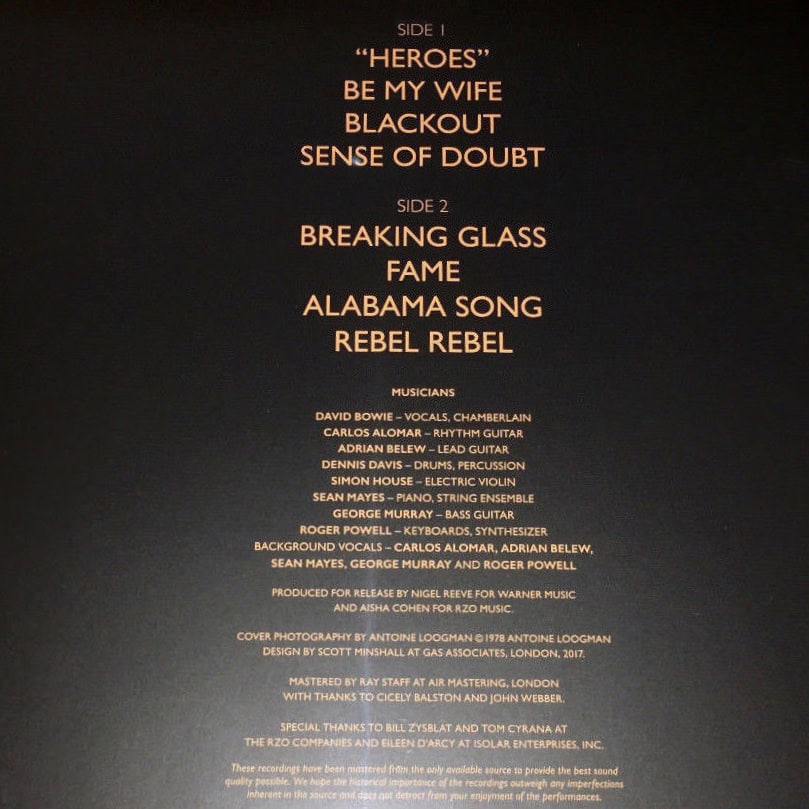 SIDE 1
“HEROES”
BE MY WIFE
BLACKOUT
SENSE OF DOUBT
SIDE 2
BREAKING GLASS
FAME
ALABAMA SONG
REBEL REBEL
MUSICIANS
DAVID BOWIE – VOCALS, CHAMBERLAIN
CARLOS ALOMAR – RHYTHM GUITAR
ADRIAN BELEW – LEAD GUITAR
DENNIS DAVIS – DRUMS, PERCUSSION
SIMON HOUSE – ELECTRIC VIOLIN
SEAN MAYES – PIANO, STRING ENSEMBLE
GEORGE MURRAY – BASS GUITAR
ROGER POWELL – KEYBOARDS, SYNTHESIZER
BACKGROUND VOCALS – CARLOS ALOMAR, ADRIAN BELEW,
SEAN MAYES, GEORGE MURRAY AND ROGER POWELL
PRODUCED FOR RELEASE BY NIGEL REEVE FOR WARNER MUSIC
AND AISHA COHEN FOR RZO MUSIC.
COVER PHOTOGRAPHY BY ANTOINE LOOGMAN ©1978 ANTOINE LOOGMAN
DESIGN BY SCOTT MINSHALL AT GAS ASSOCIATES, LONDON, 2017.
MASTERED BY RAY STAFF AT AIR MASTERING, LONDON
WITH THANKS TO CICELY BALSTON AND JOHN WEBBER.
SPECIAL THANKS TO BILL ZYSBLAT AND TOM CYRANA AT
THE RZO COMPANIES AND EILEEN D'ARCY AT ISOLAR ENTERPRISES, INC.
These recordings have been mastered from the only available source to provide the best sound
quality possible. We hope the historical importance of the recordings outweigh any imperfections
inherent in the source and does not detract from your enjoyment of the performances.